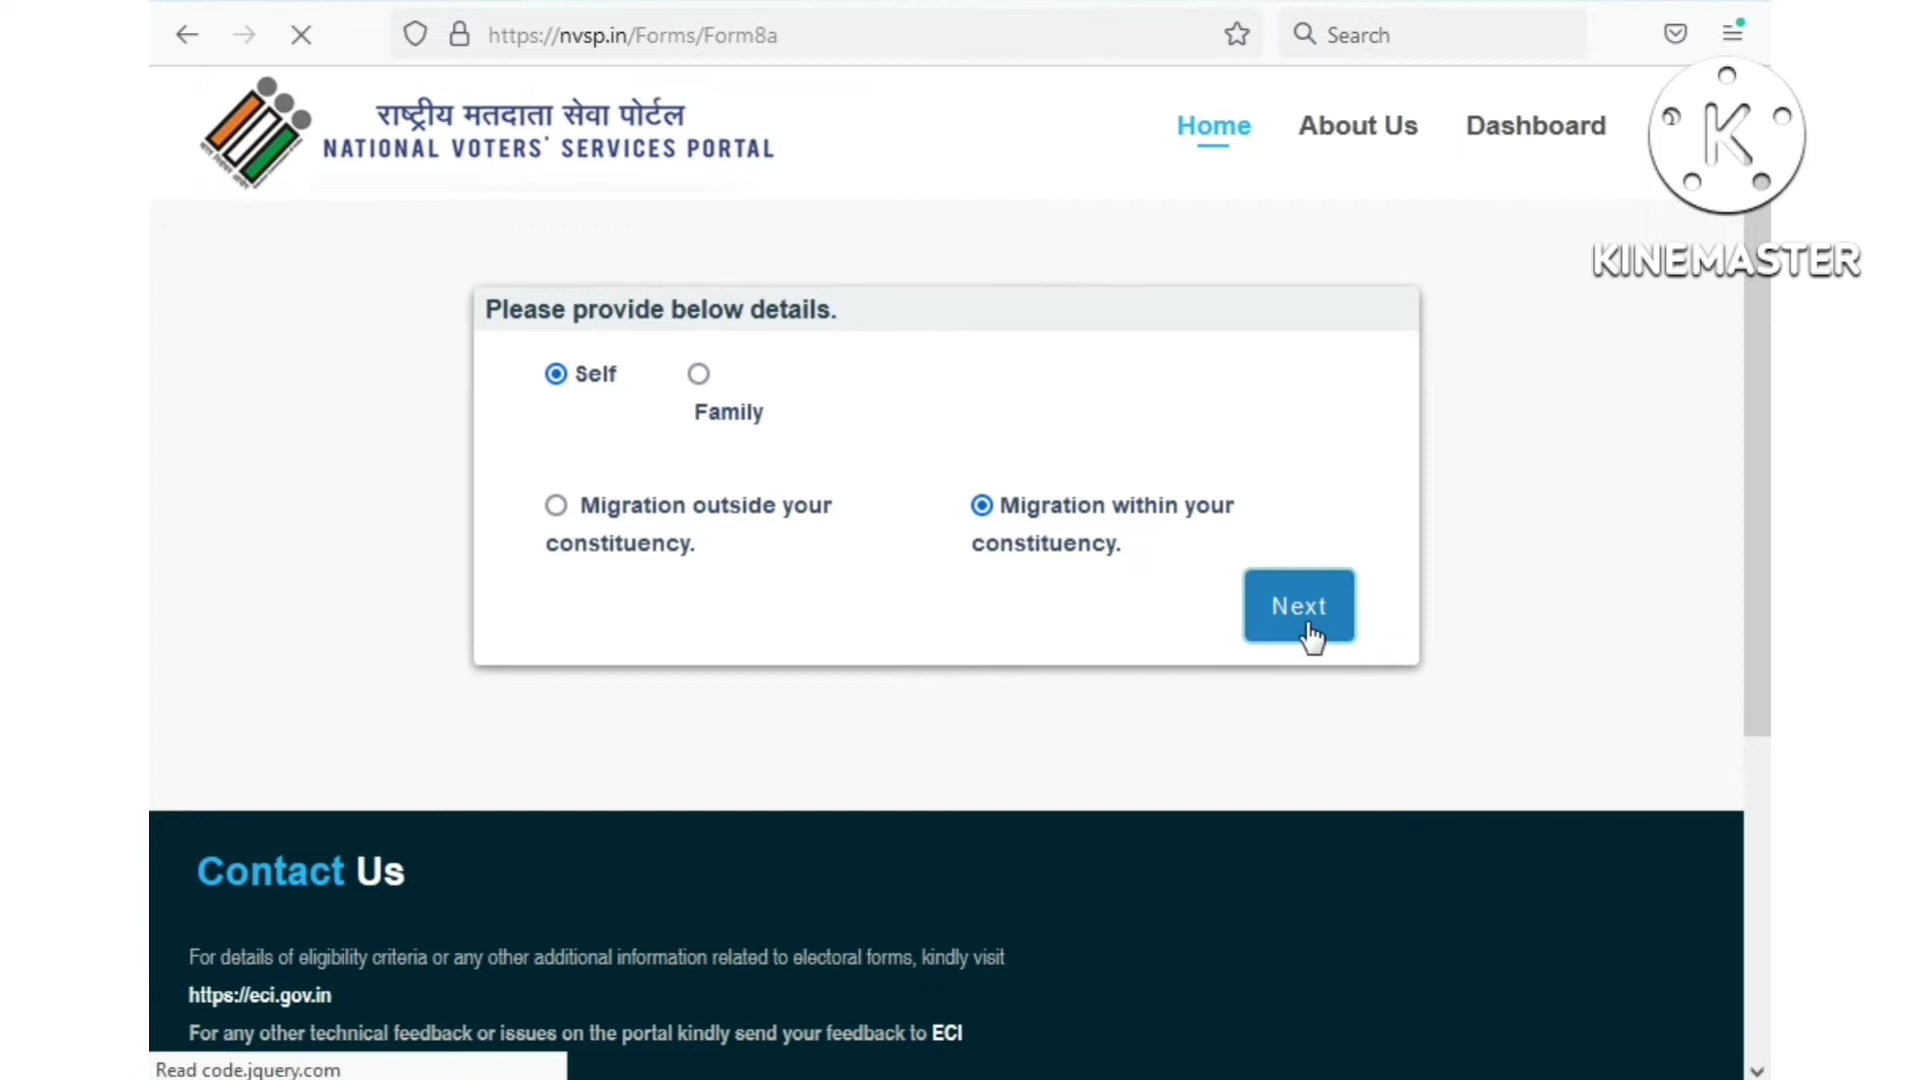 https://nvsp.in/Forms/Form8a
Search
राष्ट्रीय मतदाता सेवा पोर्टल
NATIONAL VOTERS' SERVICES PORTAL
Home
About Us
Dashboard
K
KINEMASTER
Please provide below details.
Self
Family
Migration outside your
constituency.
Migration within your
constituency.
Next
Contact Us
For details of eligibility criteria or any other additional information related to electoral forms, kindly visit
https://eci.gov.in
For any other technical feedback or issues on the portal kindly send your feedback to ECI
Read code.jquery.com